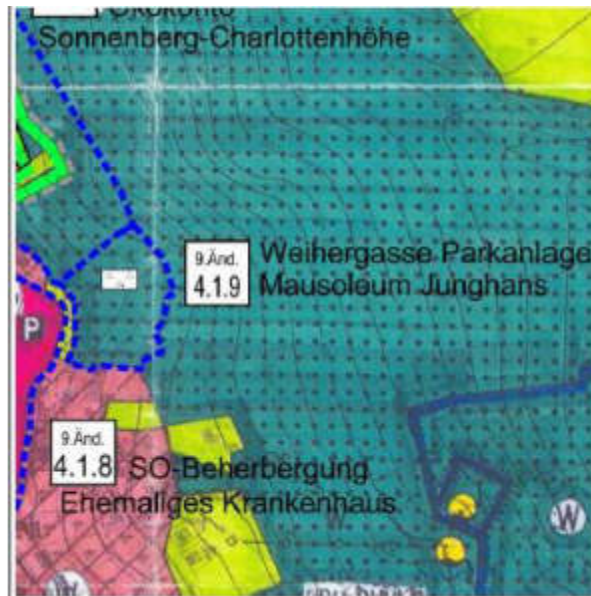 Ökokonto
Sonnenberg-Charlottenhöhe
9.Änd.
4.1.9
Weihergasse Parkanlage
Mausoleum Junghans
P
9.Änd.
4.1.8
SO-Beherbergung
Ehemaliges Krankenhaus
W
W
W